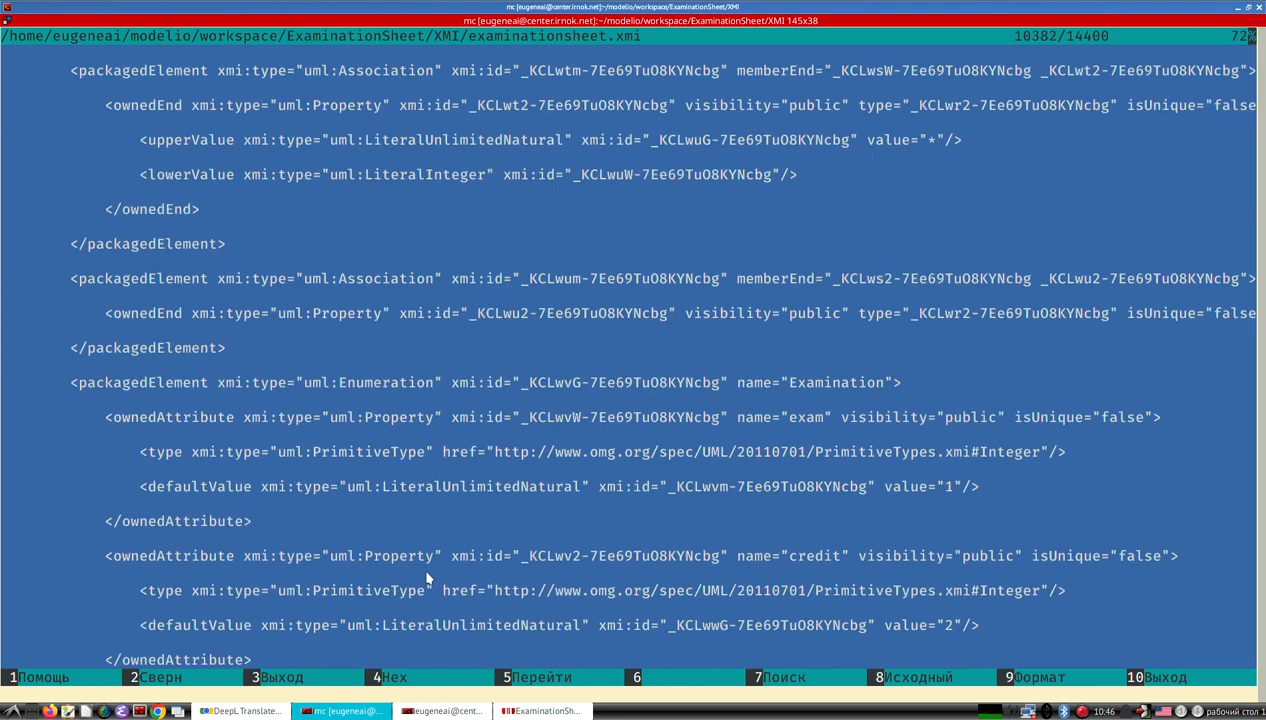 mc [eugeneai@center.irnok.net]:~/modelio/workspace/ExaminationSheet/XMI
mc [eugeneai@center.irnok.net]:~/modelio/workspace/ExaminationSheet/XMI 145x38
/home/eugeneai/modelio/workspace/ExaminationSheet/XMI/examinationsheet.xmi 10382/14400 72%
<packagedElement xmi:type="uml:Association" xmi:id="_KCLwtm-7Ee69TuO8KYNcbg" memberEnd="_KCLwsW-7Ee69TuO8KYNcbg _KCLwt2-7Ee69TuO8KYNcbg">
<ownedEnd xmi:type="uml:Property" xmi:id="_KCLwt2-7Ee69TuO8KYNcbg" visibility="public" type="_KCLwr2-7Ee69TuO8KYNcbg" isUnique="false
<upperValue xmi:type="uml:LiteralUnlimitedNatural" xmi:id="_KCLwuG-7Ee69TuO8KYNcbg" value="*"/>
<lowerValue xmi:type="uml:LiteralInteger" xmi:id="_KCLwuW-7Ee69TuO8KYNcbg"/>
</ownedEnd>
</packagedElement>
<packagedElement xmi:type="uml:Association" xmi:id="_KCLwum-7Ee69TuO8KYNcbg" memberEnd="_KCLws2-7Ee69TuO8KYNcbg _KCLwu2-7Ee69TuO8KYNcbg">
<ownedEnd xmi:type="uml:Property" xmi:id="_KCLwu2-7Ee69TuO8KYNcbg" visibility="public" type="_KCLwr2-7Ee69TuO8KYNcbg" isUnique="false
</packagedElement>
<packagedElement xmi:type="uml:Enumeration" xmi:id="_KCLwvG-7Ee69TuO8KYNcbg" name="Examination">
<ownedAttribute xmi:type="uml:Property" xmi:id="_KCLwvW-7Ee69TuO8KYNcbg" name="exam" visibility="public" isUnique="false">
<type xmi:type="uml:PrimitiveType" href="http://www.omg.org/spec/UML/20110701/PrimitiveTypes.xmi#Integer"/>
<defaultValue xmi:type="uml:LiteralUnlimitedNatural" xmi:id="_KCLwvm-7Ee69TuO8KYNcbg" value="1"/>
</ownedAttribute>
<ownedAttribute xmi:type="uml:Property" xmi:id="_KCLwv2-7Ee69TuO8KYNcbg" name="credit" visibility="public" isUnique="false">
<type xmi:type="uml:PrimitiveType" href="http://www.omg.org/spec/UML/20110701/PrimitiveTypes.xmi#Integer"/>
<defaultValue xmi:type="uml:LiteralUnlimitedNatural" xmi:id="_KCLwwG-7Ee69TuO8KYNcbg" value="2"/>
</ownedAttribute>
1Помощь 2Сверн 3Выход 4Hex 5Перейти 6 7Поиск 8Исходный 9Формат 10Выход
DeepL Translate... mc [eugeneai@... eugeneai@cent... ExaminationSh... 10:46 рабочий стол 1